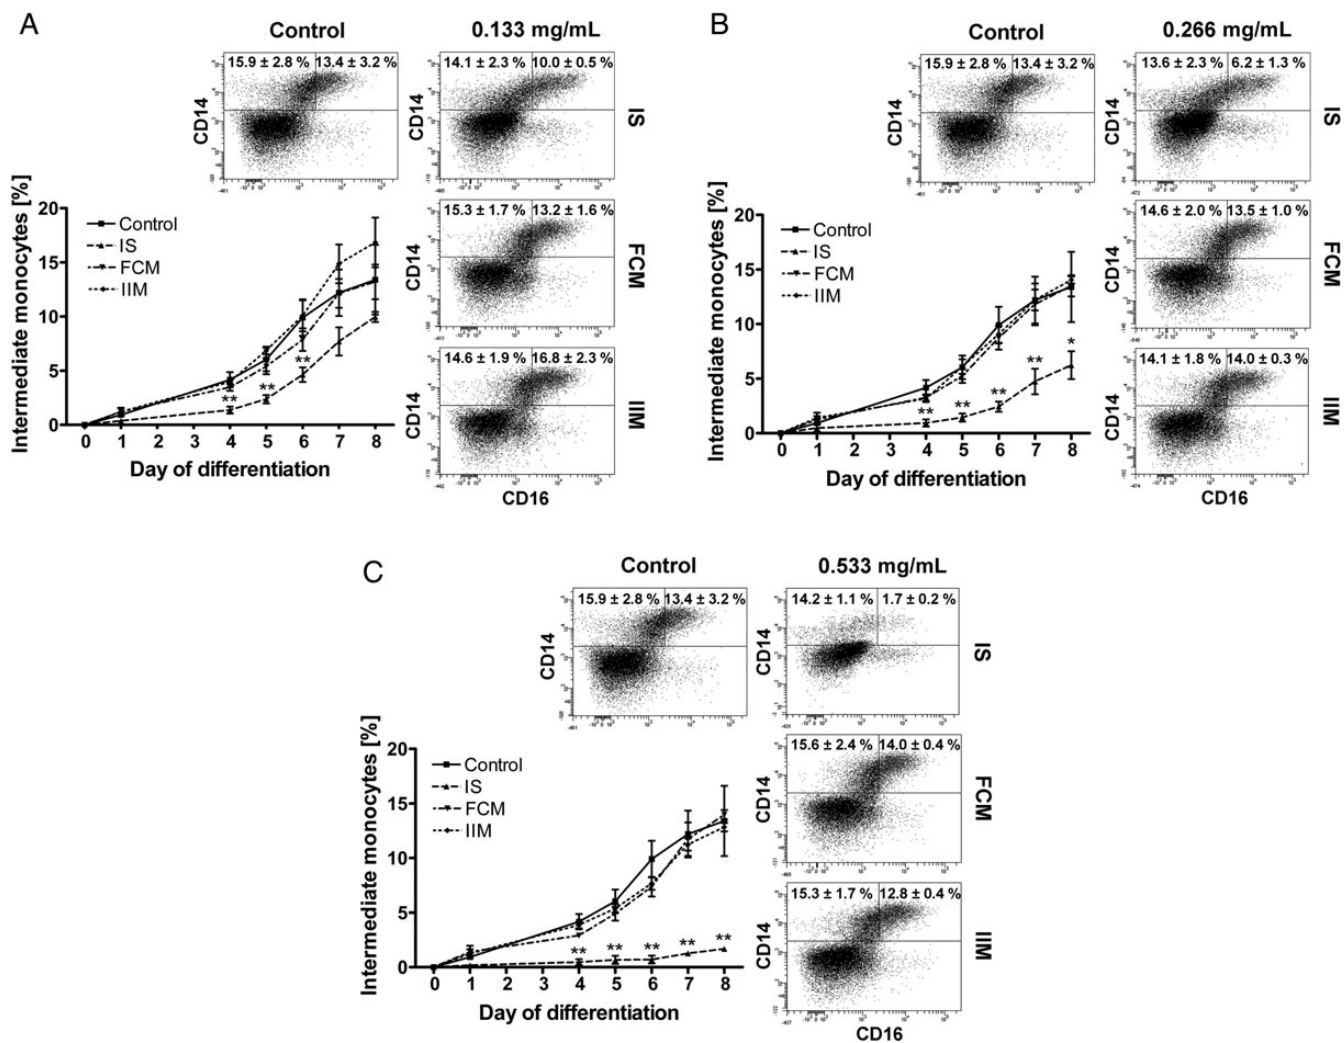 A
Control
0.133 mg/mL
15.9 ± 2.8 % 13.4 ± 3.2 %
CD14
14.1 ± 2.3 % 10.0 ± 0.5 %
CD14
IS
15.3 ± 1.7 % 13.2 ± 1.6 %
CD14
FCM
14.6 ± 1.9 % 16.8 ± 2.3 %
CD14
IIM
CD16
Intermediate monocytes [%]
20
15
10
5
0
Control
IS
FCM
IIM
** ** **
0 1 2 3 4 5 6 7 8
Day of differentiation
B
Control
0.266 mg/mL
15.9 ± 2.8 % 13.4 ± 3.2 %
CD14
13.6 ± 2.3 % 6.2 ± 1.3 %
CD14
IS
14.6 ± 2.0 % 13.5 ± 1.0 %
CD14
FCM
14.1 ± 1.8 % 14.0 ± 0.3 %
CD14
IIM
CD16
Intermediate monocytes [%]
20
15
10
5
0
Control
IS
FCM
IIM
** ** ** ** *
0 1 2 3 4 5 6 7 8
Day of differentiation
C
Control
0.533 mg/mL
15.9 ± 2.8 % 13.4 ± 3.2 %
CD14
14.2 ± 1.1 % 1.7 ± 0.2 %
CD14
IS
15.6 ± 2.4 % 14.0 ± 0.4 %
CD14
FCM
15.3 ± 1.7 % 12.8 ± 0.4 %
CD14
IIM
CD16
Intermediate monocytes [%]
20
15
10
5
0
Control
IS
FCM
IIM
** ** ** ** **
0 1 2 3 4 5 6 7 8
Day of differentiation